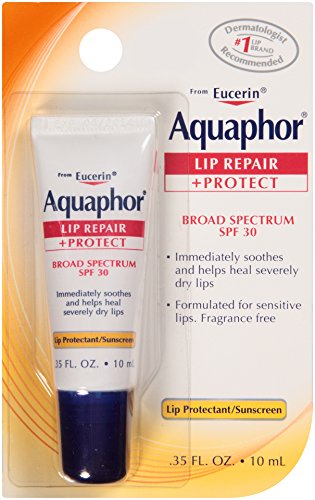 Dermatologist
#1 LIP
BRAND
Recommended
From Eucerin®
Aquaphor®
LIP REPAIR
+PROTECT
BROAD SPECTRUM
SPF 30
• Immediately soothes
and helps heal severely
dry lips
• Formulated for sensitive
lips. Fragrance free
Lip Protectant/Sunscreen
.35 FL. OZ. • 10 mL
From Eucerin®
Aquaphor®
LIP REPAIR
+PROTECT
BROAD SPECTRUM
SPF 30
Immediately soothes
and helps heal
severely dry lips
Lip Protectant/Sunscreen
.35 FL. OZ. • 10 mL